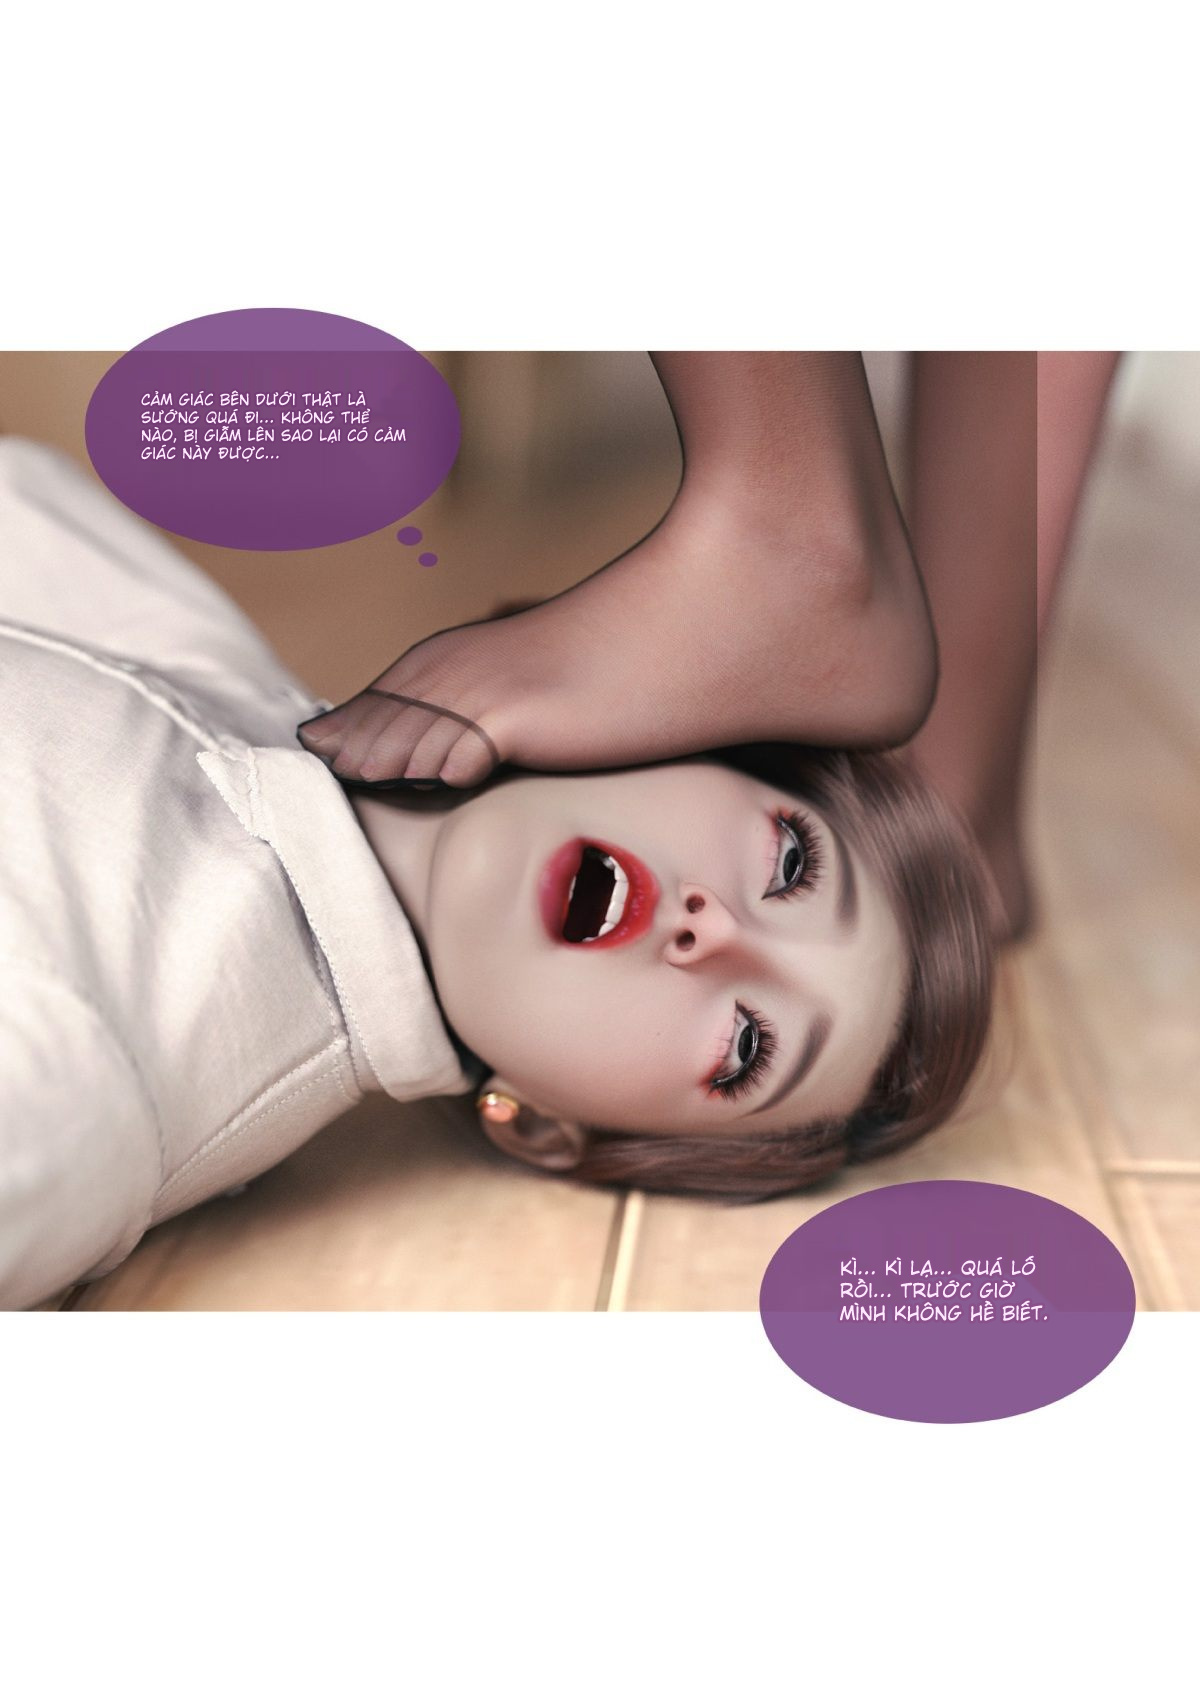 CẢM GIÁC BÊN DƯỚI THẬT LÀ
SƯỚNG QUÁ ĐI... KHÔNG THỂ
NÀO, BỊ GIẪM LÊN SAO LẠI CÓ CẢM
GIÁC NÀY ĐƯỢC...
KÌ... KÌ LẠ... QUÁ LỐ
RỒI... TRƯỚC GIỜ
MÌNH KHÔNG HỀ BIẾT.